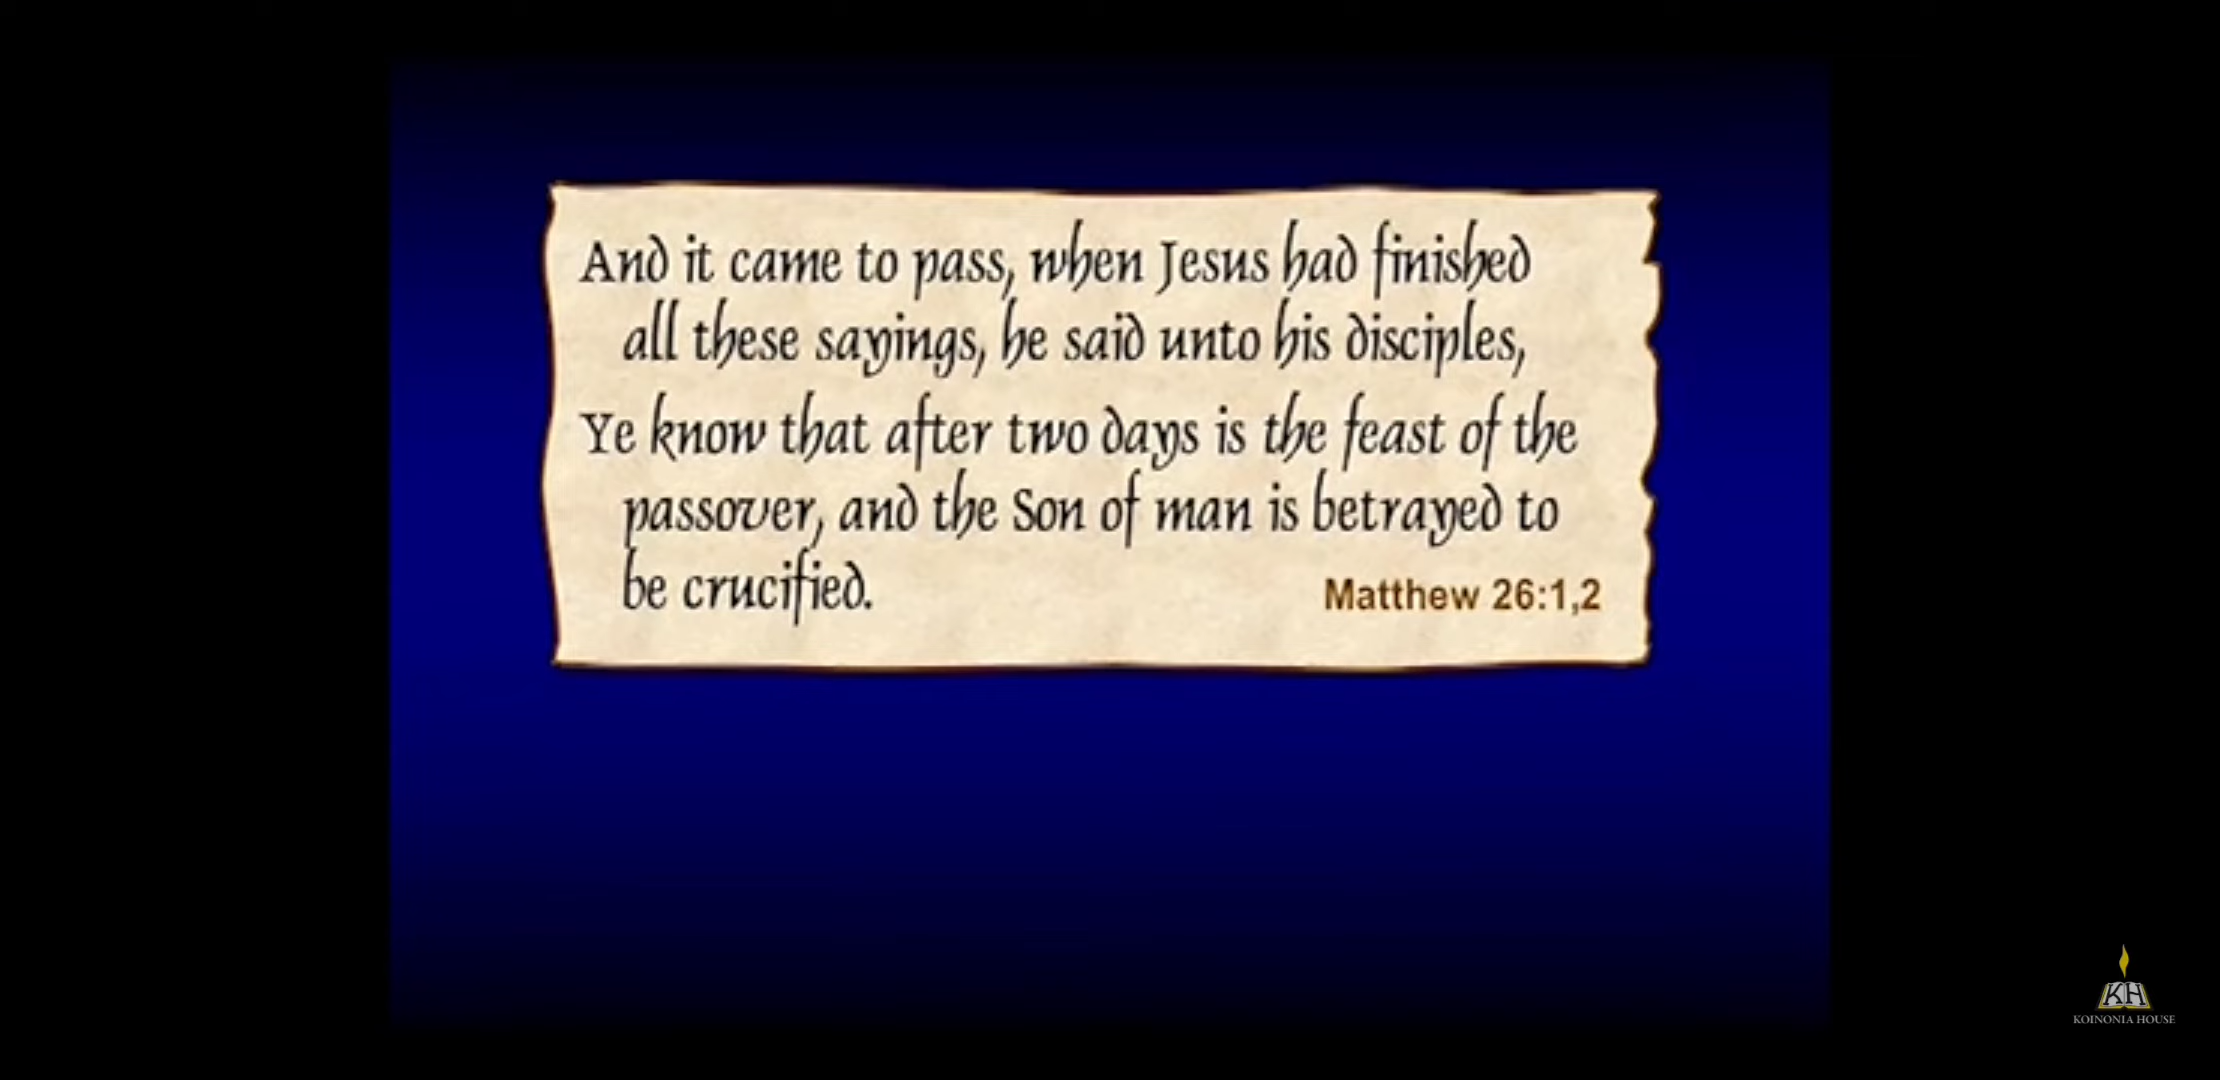 And it came to pass, when Jesus had finished
all these sayings, he said unto his disciples,
Ye know that after two days is the feast of the
passover, and the Son of man is betrayed to
be crucified.
Matthew 26:1,2
KH
KOINONIA HOUSE